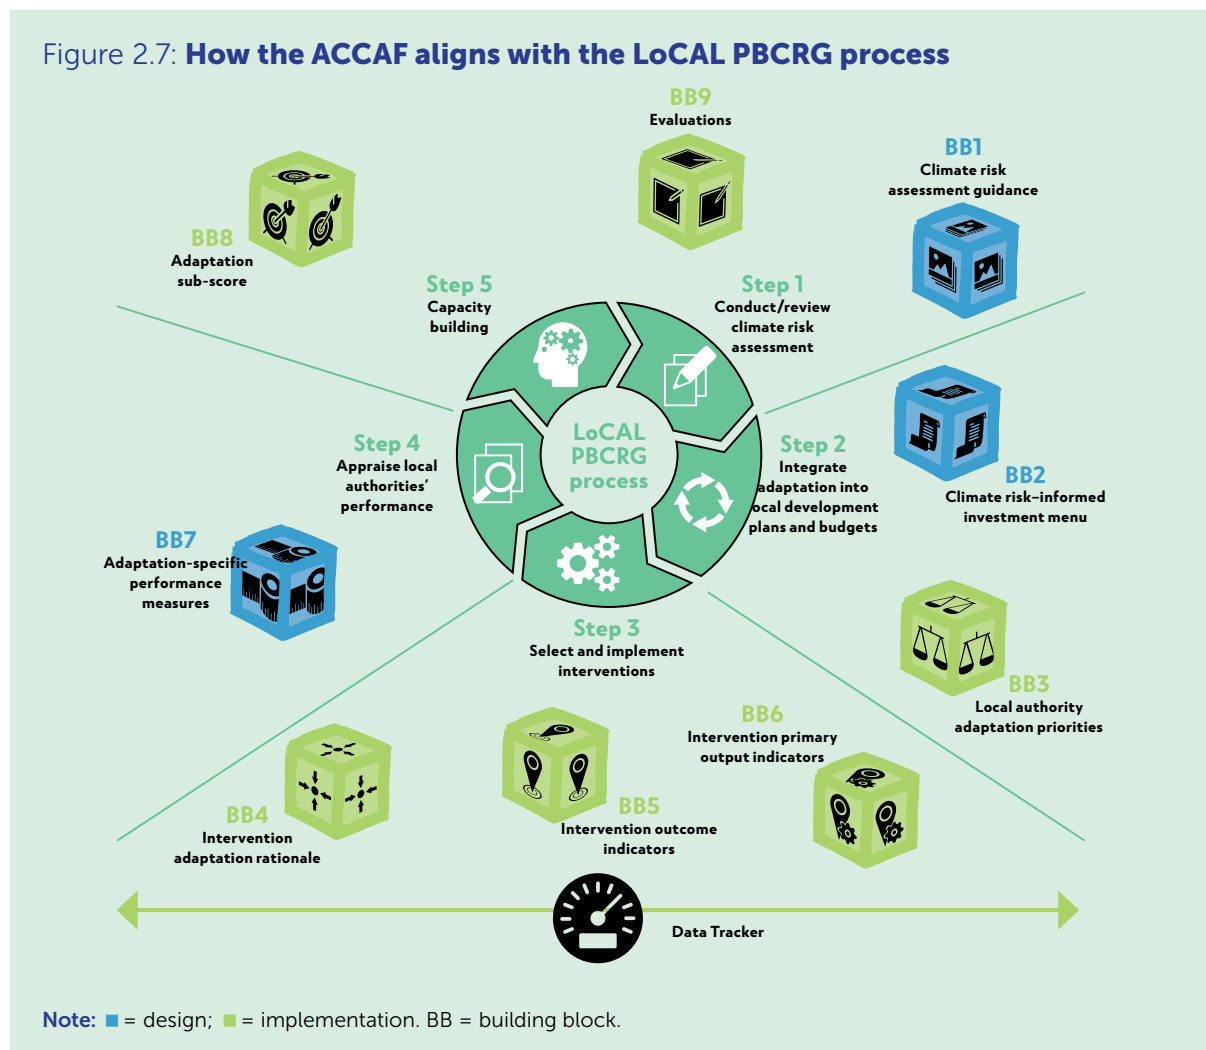 Figure 2.7: How the ACCAF aligns with the LoCAL PBCRG process
BB9
Evaluations
BB1
Climate risk
assessment guidance
BB8
Adaptation
sub-score
Step 5
Capacity
building
Step 1
Conduct/review
climate risk
assessment
LoCAL
PBCRG
process
Step 4
Appraise local
authorities’
performance
Step 2
Integrate
adaptation into
local development
plans and budgets
BB2
Climate risk–informed
investment menu
BB7
Adaptation-specific
performance
measures
Step 3
Select and implement
interventions
BB3
Local authority
adaptation priorities
BB6
Intervention primary
output indicators
BB4
Intervention
adaptation rationale
BB5
Intervention outcome
indicators
Data Tracker
Note: = design; = implementation. BB = building block.